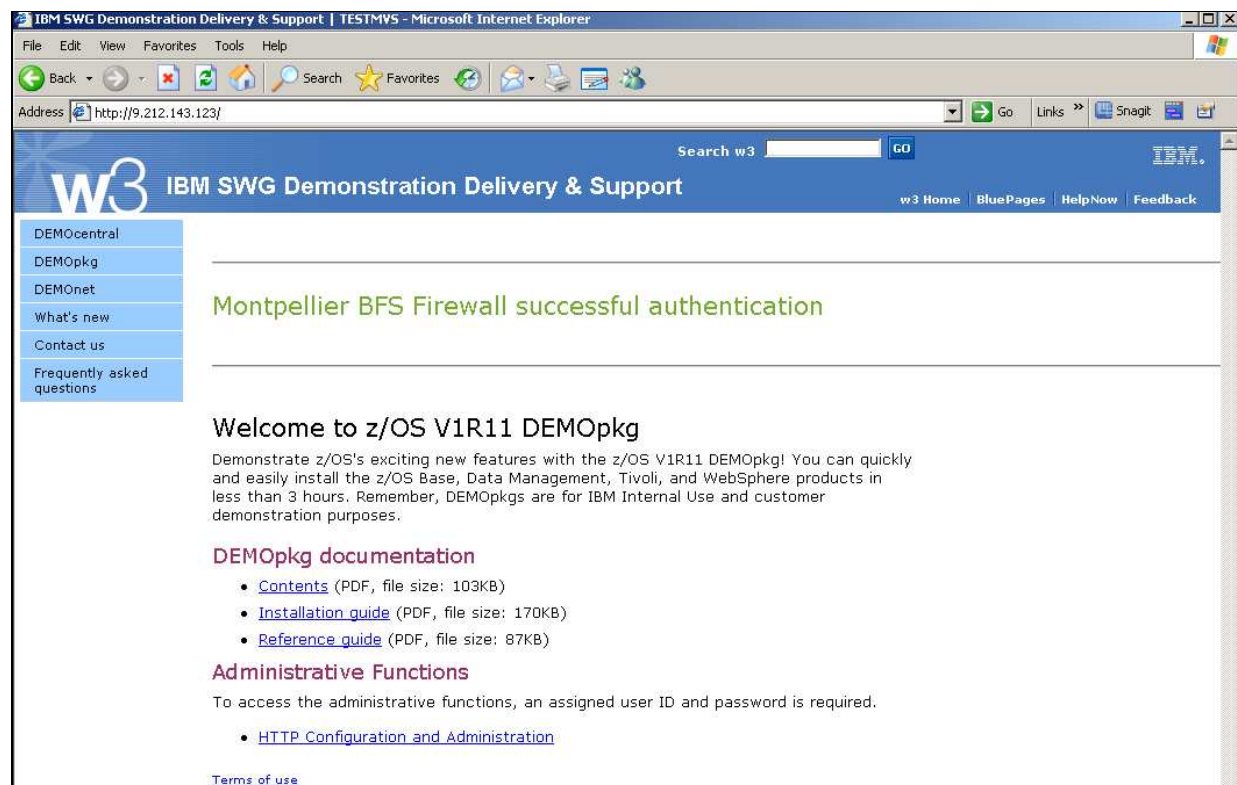 IBM SWG Demonstration Delivery & Support | TESTMVS - Microsoft Internet Explorer
File Edit View Favorites Tools Help
Back Search Favorites
Address http://9.212.143.123/ Go Links » Snagit
Search w3 GO IBM.
w3 IBM SWG Demonstration Delivery & Support
w3 Home BluePages HelpNow Feedback
DEMOcentral
DEMOpkg
DEMOnet
What's new
Contact us
Frequently asked
questions
Montpellier BFS Firewall successful authentication
Welcome to z/OS V1R11 DEMOpkg
Demonstrate z/OS's exciting new features with the z/OS V1R11 DEMOpkg! You can quickly
and easily install the z/OS Base, Data Management, Tivoli, and WebSphere products in
less than 3 hours. Remember, DEMOpkgs are for IBM Internal Use and customer
demonstration purposes.
DEMOpkg documentation
• Contents (PDF, file size: 103KB)
• Installation guide (PDF, file size: 170KB)
• Reference guide (PDF, file size: 87KB)
Administrative Functions
To access the administrative functions, an assigned user ID and password is required.
• HTTP Configuration and Administration
Terms of use